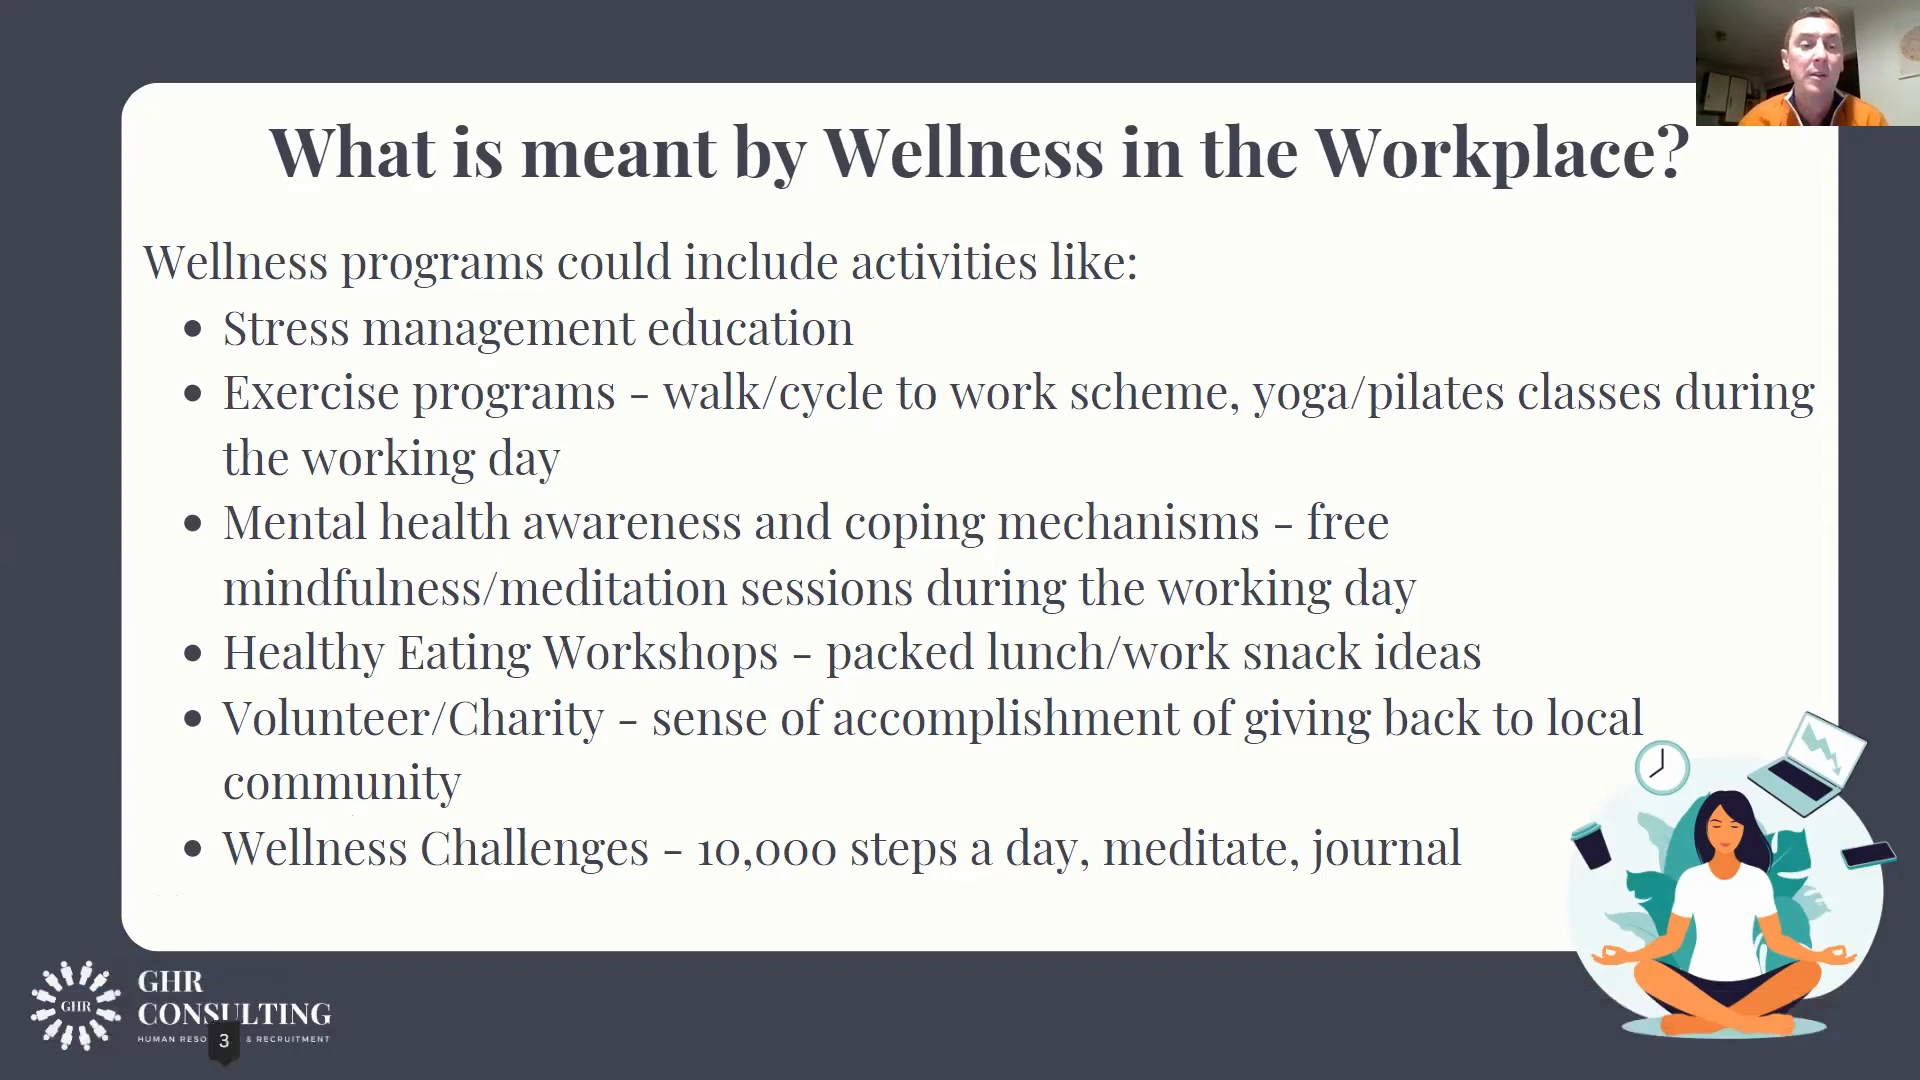 What is meant by Wellness in the Workplace?
Wellness programs could include activities like:
• Stress management education
• Exercise programs - walk/cycle to work scheme, yoga/pilates classes during
the working day
• Mental health awareness and coping mechanisms - free
mindfulness/meditation sessions during the working day
• Healthy Eating Workshops - packed lunch/work snack ideas
• Volunteer/Charity - sense of accomplishment of giving back to local
community
• Wellness Challenges - 10,000 steps a day, meditate, journal
GHR
GHR
CONSULTING
HUMAN & RECRUITMENT
3